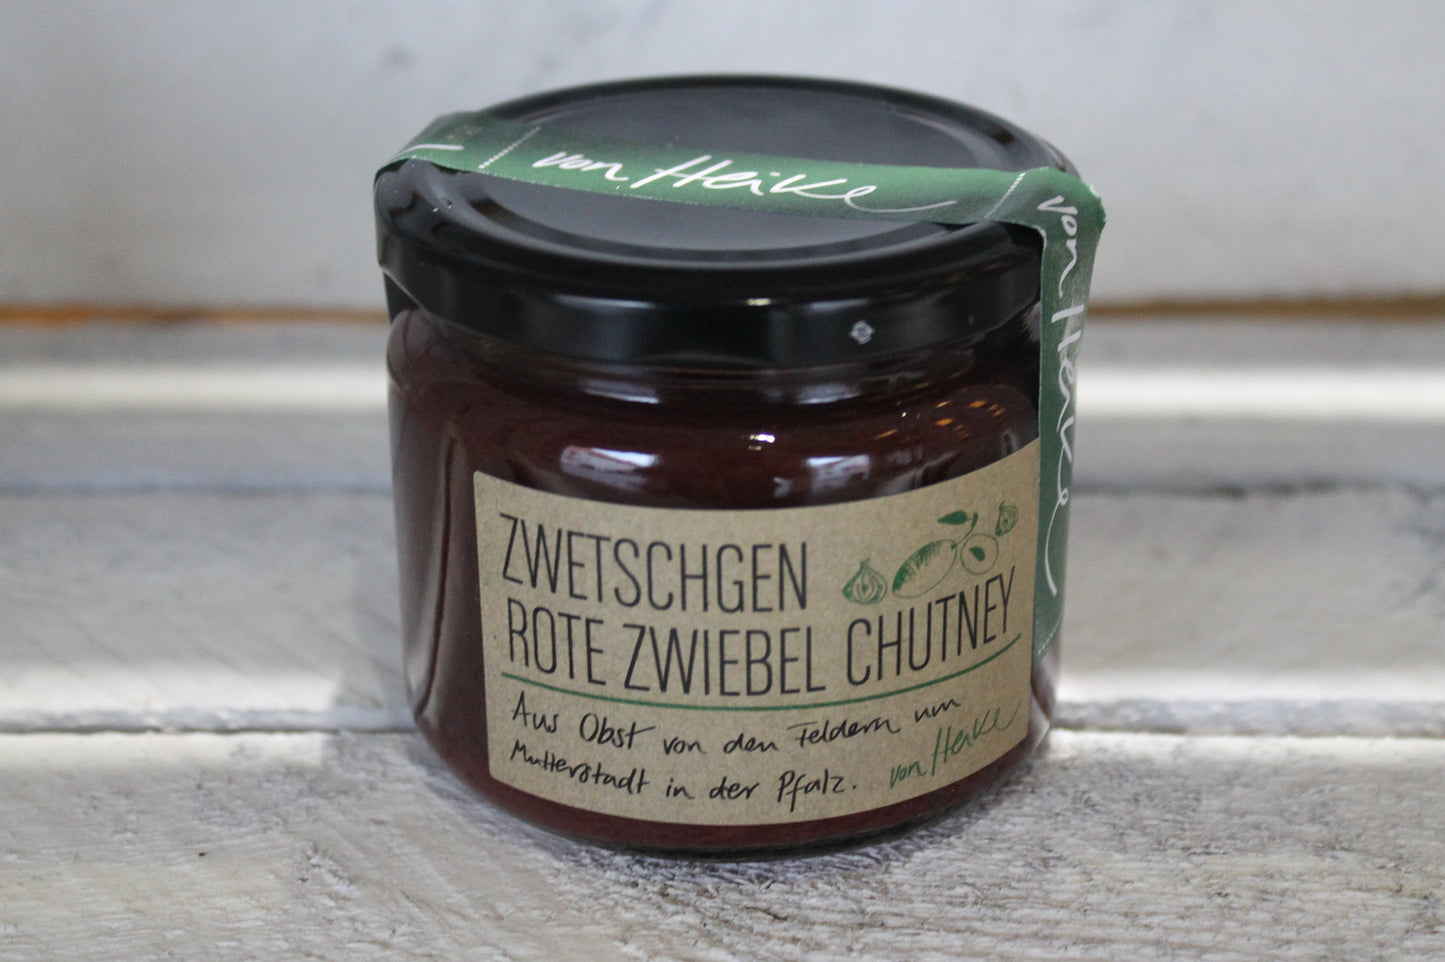 von Heike
von Heike
ZWETSCHGEN
ROTE ZWIEBEL CHUTNEY
Aus Obst von den Feldern um
Mutterstadt in der Pfalz.
von Heike